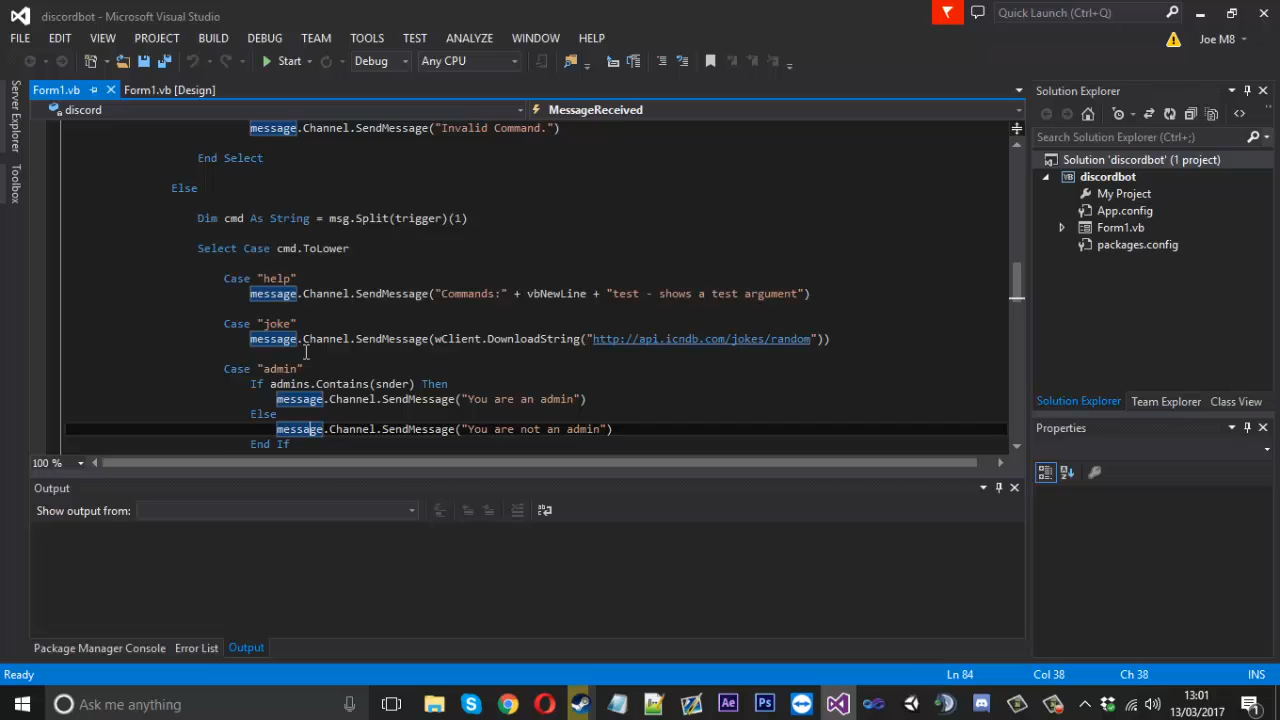 discordbot - Microsoft Visual Studio
Quick Launch (Ctrl+Q)
FILE EDIT VIEW PROJECT BUILD DEBUG TEAM TOOLS TEST ANALYZE WINDOW HELP
Joe M8
Start Debug Any CPU
Server Explorer
Toolbox
Form1.vb Form1.vb [Design]
discord MessageReceived
message.Channel.SendMessage("Invalid Command.")
End Select
Else
Dim cmd As String = msg.Split(trigger)(1)
Select Case cmd.ToLower
Case "help"
message.Channel.SendMessage("Commands:" + vbNewLine + "test - shows a test argument")
Case "joke"
message.Channel.SendMessage(wClient.DownloadString("http://api.icndb.com/jokes/random"))
Case "admin"
If admins.Contains(snder) Then
message.Channel.SendMessage("You are an admin")
Else
message.Channel.SendMessage("You are not an admin")
End If
100 %
Solution Explorer
Search Solution Explorer (Ctrl+;)
Solution 'discordbot' (1 project)
VB discordbot
My Project
App.config
Form1.vb
packages.config
Solution Explorer Team Explorer Class View
Properties
Output
Show output from:
Package Manager Console Error List Output
Ready Ln 84 Col 38 Ch 38 INS
Ask me anything
Ae Ps
13:01
13/03/2017
1